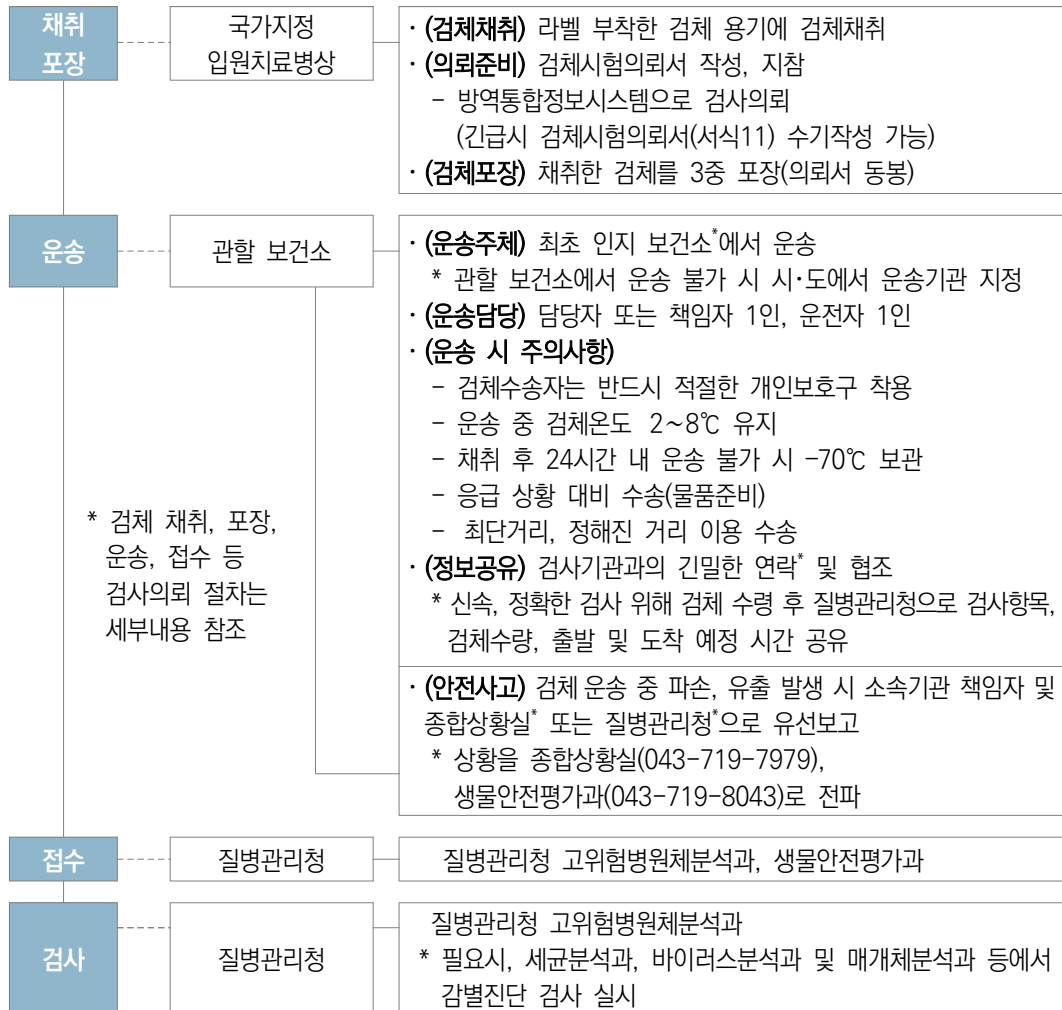 채취
포장
국가지정
입원치료병상
· (검체채취) 라벨 부착한 검체 용기에 검체채취
· (의뢰준비) 검체시험의뢰서 작성, 지참
- 방역통합정보시스템으로 검사의뢰
(긴급시 검체시험의뢰서(서식11) 수기작성 가능)
· (검체포장) 채취한 검체를 3중 포장(의뢰서 동봉)
운송
관할 보건소
· (운송주체) 최초 인지 보건소*에서 운송
* 관할 보건소에서 운송 불가 시 시·도에서 운송기관 지정
· (운송담당) 담당자 또는 책임자 1인, 운전자 1인
· (운송 시 주의사항)
- 검체수송자는 반드시 적절한 개인보호구 착용
- 운송 중 검체온도 2~8℃ 유지
- 채취 후 24시간 내 운송 불가 시 -70℃ 보관
- 응급 상황 대비 수송(물품준비)
- 최단거리, 정해진 거리 이용 수송
· (정보공유) 검사기관과의 긴밀한 연락* 및 협조
* 신속, 정확한 검사 위해 검체 수령 후 질병관리청으로 검사항목,
검체수량, 출발 및 도착 예정 시간 공유
* 검체 채취, 포장,
운송, 접수 등
검사의뢰 절차는
세부내용 참조
· (안전사고) 검체 운송 중 파손, 유출 발생 시 소속기관 책임자 및
종합상황실* 또는 질병관리청*으로 유선보고
* 상황을 종합상황실(043-719-7979),
생물안전평가과(043-719-8043)로 전파
접수
질병관리청
질병관리청 고위험병원체분석과, 생물안전평가과
검사
질병관리청
질병관리청 고위험병원체분석과
* 필요시, 세균분석과, 바이러스분석과 및 매개체분석과 등에서
감별진단 검사 실시